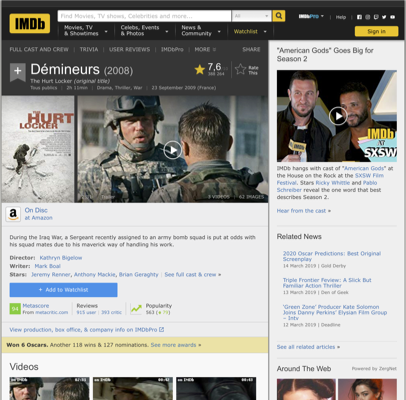 IMDb
Find Movies, TV shows, Celebrities and more...
All
IMDbPro
Help
Movies, TV & Showtimes
Celebs, Events & Photos
News & Community
Watchlist
Sign in
FULL CAST AND CREW | TRIVIA | USER REVIEWS | IMDbPro | MORE
SHARE
Démineurs (2008)
The Hurt Locker (original title)
7,6
Rate This
Tous publics | 2h 11min | Drama, Thriller, War | 23 September 2009 (France)
THE HURT LOCKER
3 VIDEOS
62 IMAGES
On Disc
at Amazon
During the Iraq War, a Sergeant recently assigned to an army bomb squad is put at odds with
his squad mates due to his maverick way of handling his work.
Director: Kathryn Bigelow
Writer: Mark Boal
Stars: Jeremy Renner, Anthony Mackie, Brian Geraghty | See full cast & crew »
+ Add to Watchlist
Metascore
From metacritic.com
Reviews
915 user | 393 critic
Popularity
View production, box office, & company info on IMDbPro
Won 6 Oscars. Another 118 wins & 127 nominations. See more awards »
Videos
"American Gods" Goes Big for
Season 2
IMDb
AT
SXSW
IMDb hangs with cast of "American Gods" at
the House on the Rock at the SXSW Film
Festival. Stars Ricky Whittle and Pablo
Schreiber reveal the one word that best
describes Season 2.
Hear from the cast »
Related News
2020 Oscar Predictions: Best Original
Screenplay
14 March 2019 | Gold Derby
Triple Frontier Review: A Slick But
Familiar Action Thriller
13 March 2019 | Den of Geek
'Green Zone' Producer Kate Solomon
Joins Danny Perkins' Elysian Film Group
– Intv
12 March 2019 | Deadline
See all related articles »
Around The Web
Powered by ZergNet